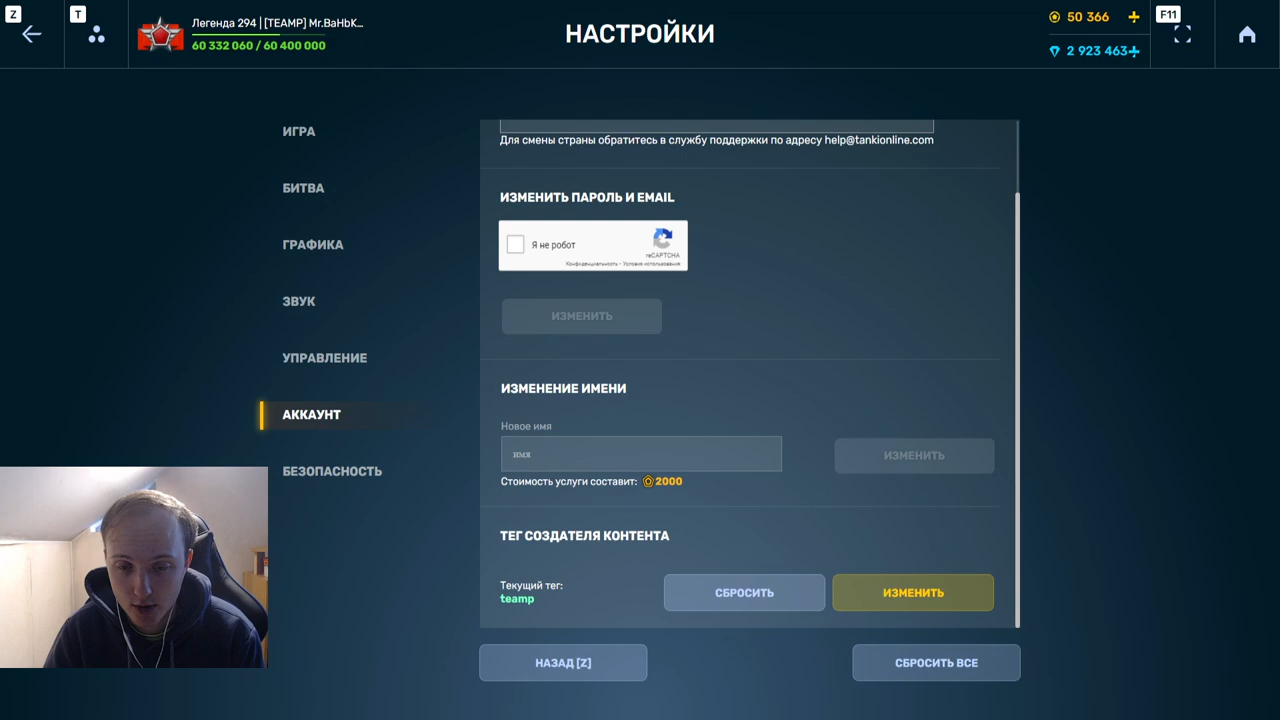 Z
T
Легенда 294 | [TEAMP] Mr.BaHbK...
60 332 060 / 60 400 000
НАСТРОЙКИ
50 366
2 923 463
F11
ИГРА
БИТВА
ГРАФИКА
ЗВУК
УПРАВЛЕНИЕ
АККАУНТ
БЕЗОПАСНОСТЬ
Для смены страны обратитесь в службу поддержки по адресу help@tankionline.com
ИЗМЕНИТЬ ПАРОЛЬ И EMAIL
Я не робот
reCAPTCHA
Конфиденциальность - Условия использования
ИЗМЕНИТЬ
ИЗМЕНЕНИЕ ИМЕНИ
Новое имя
имя
ИЗМЕНИТЬ
Стоимость услуги составит: 2000
ТЕГ СОЗДАТЕЛЯ КОНТЕНТА
Текущий тег:
teamp
СБРОСИТЬ
ИЗМЕНИТЬ
НАЗАД [Z]
СБРОСИТЬ ВСЕ